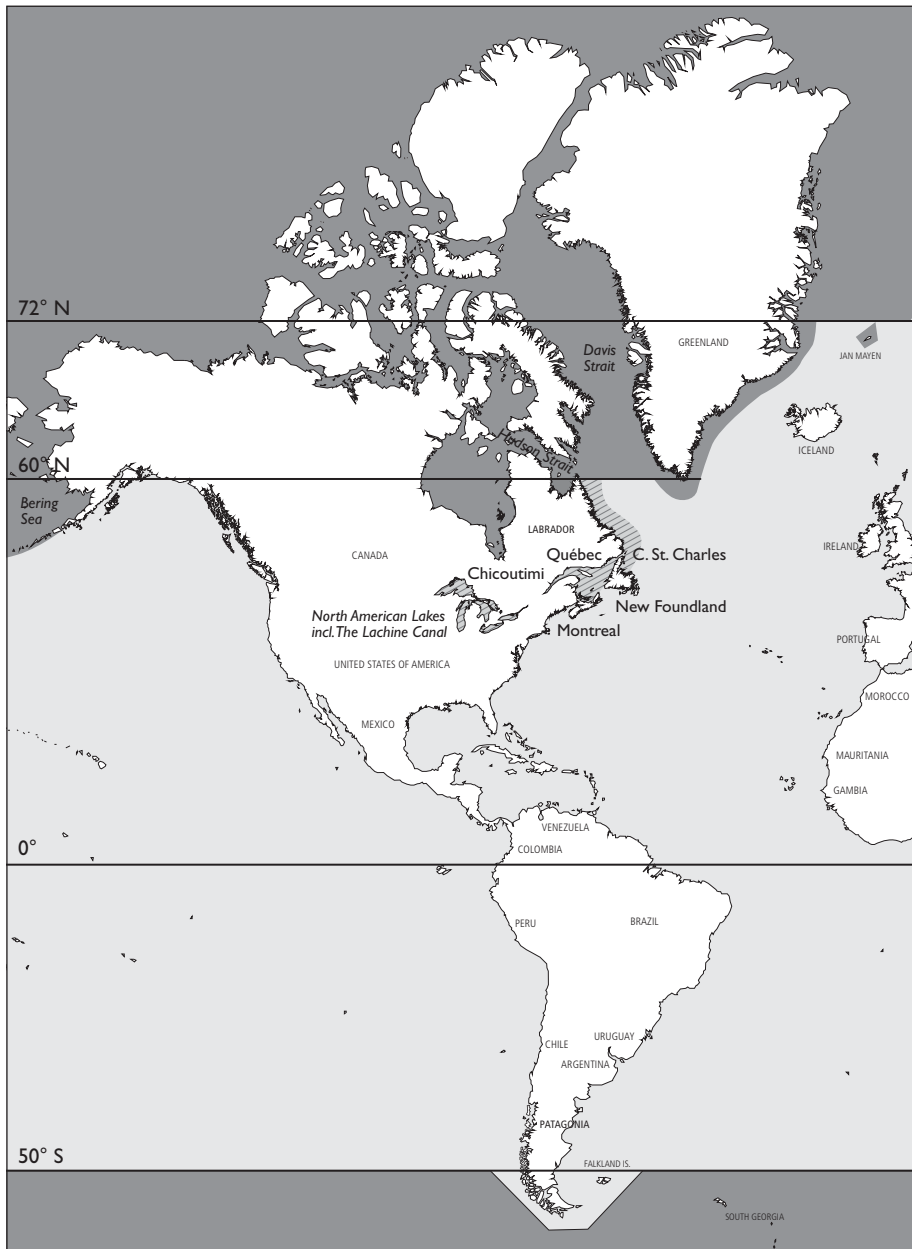 72° N
Davis
Strait
GREENLAND
JAN MAYEN
ICELAND
Hudson Strait
60° N
Bering
Sea
LABRADOR
CANADA
Québec
C. St. Charles
IRELAND
Chicoutimi
New Foundland
North American Lakes
incl. The Lachine Canal
Montreal
PORTUGAL
UNITED STATES OF AMERICA
MOROCCO
MEXICO
MAURITANIA
GAMBIA
VENEZUELA
0°
COLOMBIA
PERU
BRAZIL
URUGUAY
CHILE
ARGENTINA
PATAGONIA
50° S
FALKLAND IS.
SOUTH GEORGIA